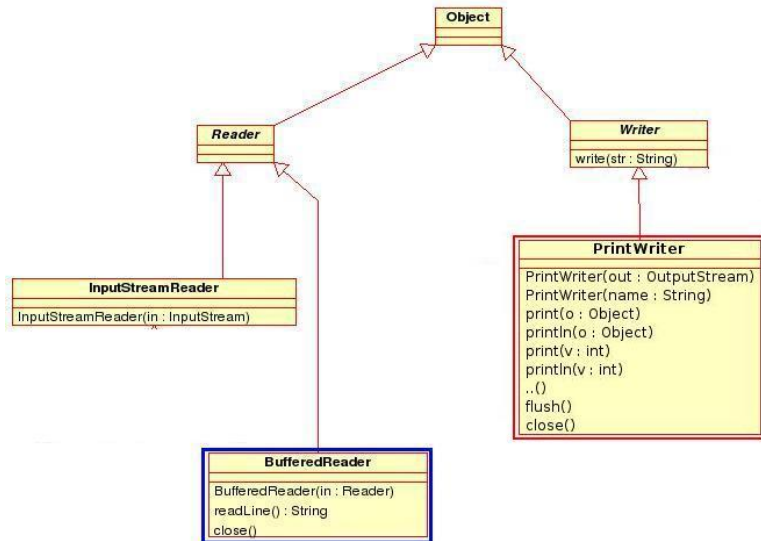 Object
Reader
Writer
write(str : String)
InputStreamReader
InputStreamReader(in : InputStream)
PrintWriter
PrintWriter(out : OutputStream)
PrintWriter(name : String)
print(o : Object)
println(o : Object)
print(v : int)
println(v : int)
..()
flush()
close()
BufferedReader
BufferedReader(in : Reader)
readLine() : String
close()